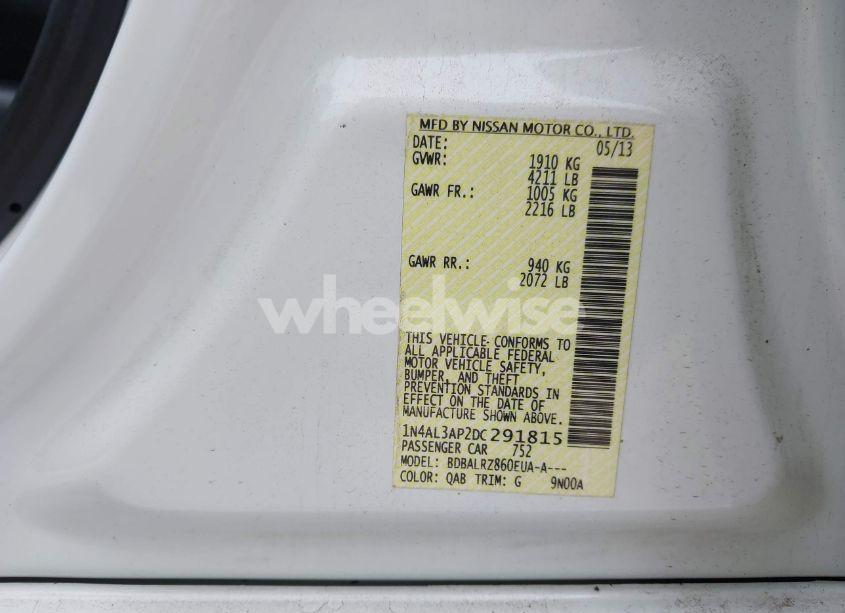 MFD BY NISSAN MOTOR CO., LTD.
DATE: 05/13
GVWR: 1910 KG
4211 LB
GAWR FR.: 1005 KG
2216 LB
GAWR RR.: 940 KG
2072 LB
wheelwise
THIS VEHICLE CONFORMS TO
ALL APPLICABLE FEDERAL
MOTOR VEHICLE SAFETY,
BUMPER, AND THEFT
PREVENTION STANDARDS IN
EFFECT ON THE DATE OF
MANUFACTURE SHOWN ABOVE.
1N4AL3AP2DC291815
PASSENGER CAR 752
MODEL: BDBALRZ860EUA-A---
COLOR: QAB TRIM: G 9N00A